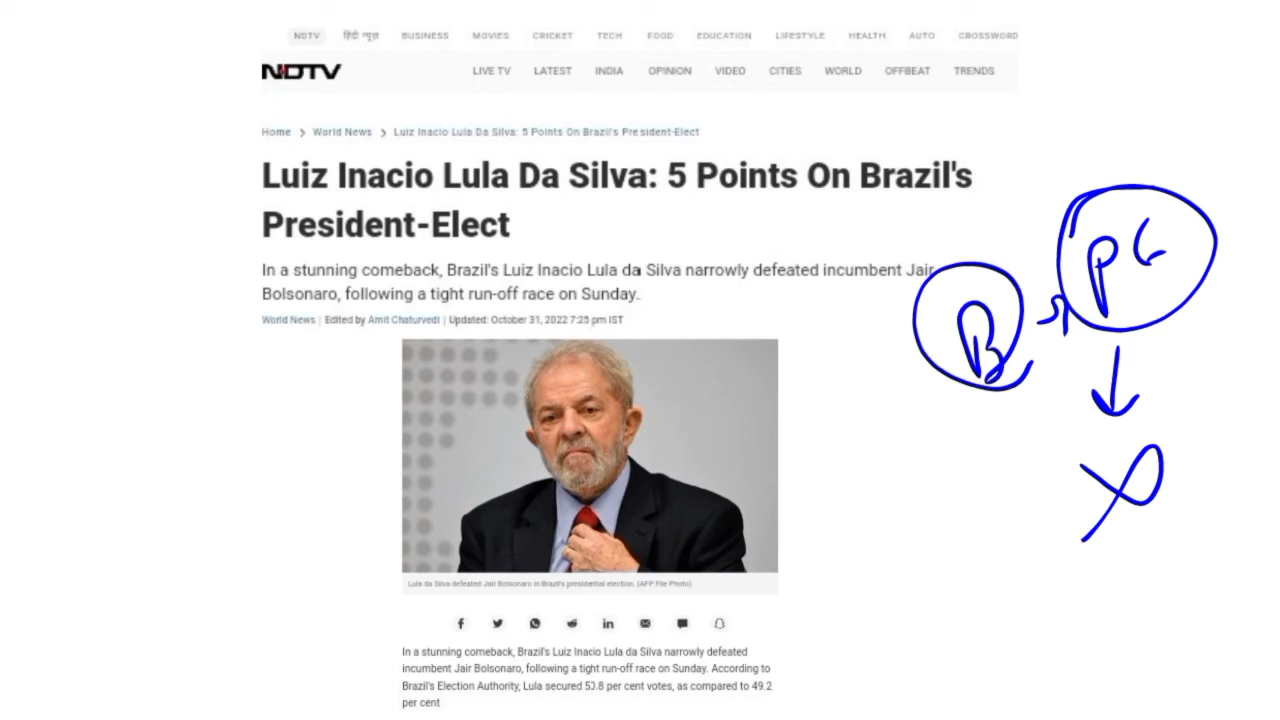 NDTV हिंदी न्यूज़ BUSINESS MOVIES CRICKET TECH FOOD EDUCATION LIFESTYLE HEALTH AUTO CROSSWORD
NDTV LIVE TV LATEST INDIA OPINION VIDEO CITIES WORLD OFFBEAT TRENDS
Home > World News > Luiz Inacio Lula Da Silva: 5 Points On Brazil's President-Elect
Luiz Inacio Lula Da Silva: 5 Points On Brazil's
President-Elect
In a stunning comeback, Brazil's Luiz Inacio Lula da Silva narrowly defeated incumbent Jair
Bolsonaro, following a tight run-off race on Sunday.
World News | Edited by Amit Chaturvedi | Updated: October 31, 2022 7:25 pm IST
B
Lula da Silva defeated Jair Bolsonaro in Brazil's presidential election. (AFP File Photo)
In a stunning comeback, Brazil's Luiz Inacio Lula da Silva narrowly defeated
incumbent Jair Bolsonaro, following a tight run-off race on Sunday. According to
Brazil's Election Authority, Lula secured 50.8 per cent votes, as compared to 49.2
per cent